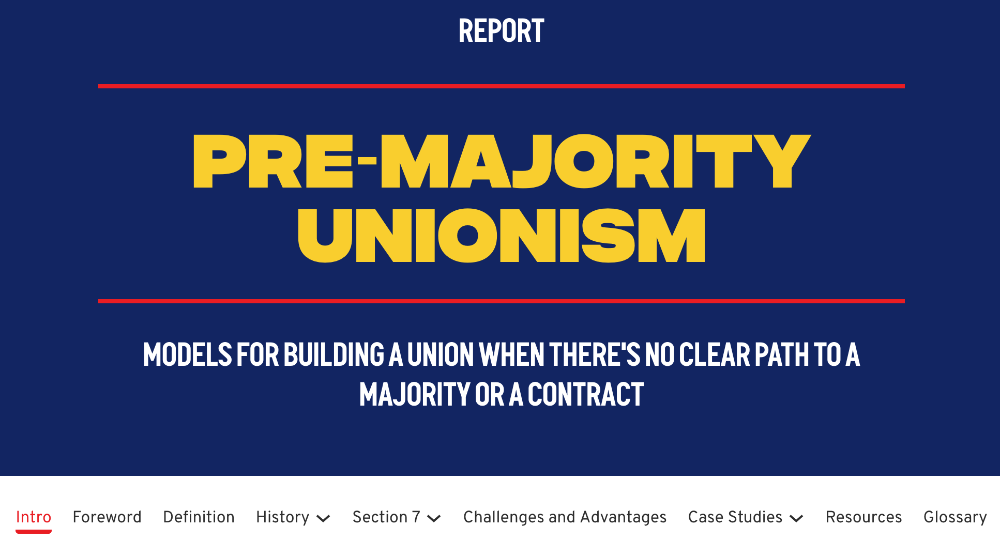 REPORT
PRE-MAJORITY
UNIONISM
MODELS FOR BUILDING A UNION WHEN THERE'S NO CLEAR PATH TO A
MAJORITY OR A CONTRACT
Intro Foreword Definition History Section 7 Challenges and Advantages Case Studies Resources Glossary